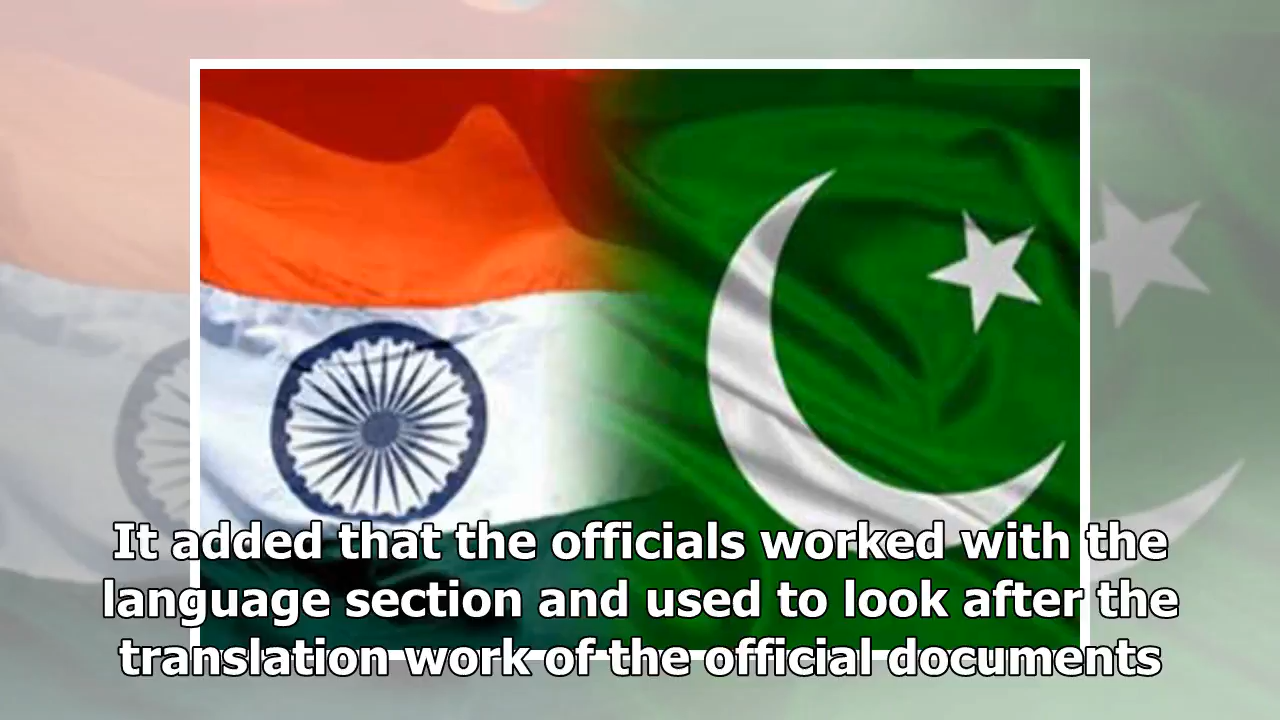 It added that the officials worked with the
language section and used to look after the
translation work of the official documents